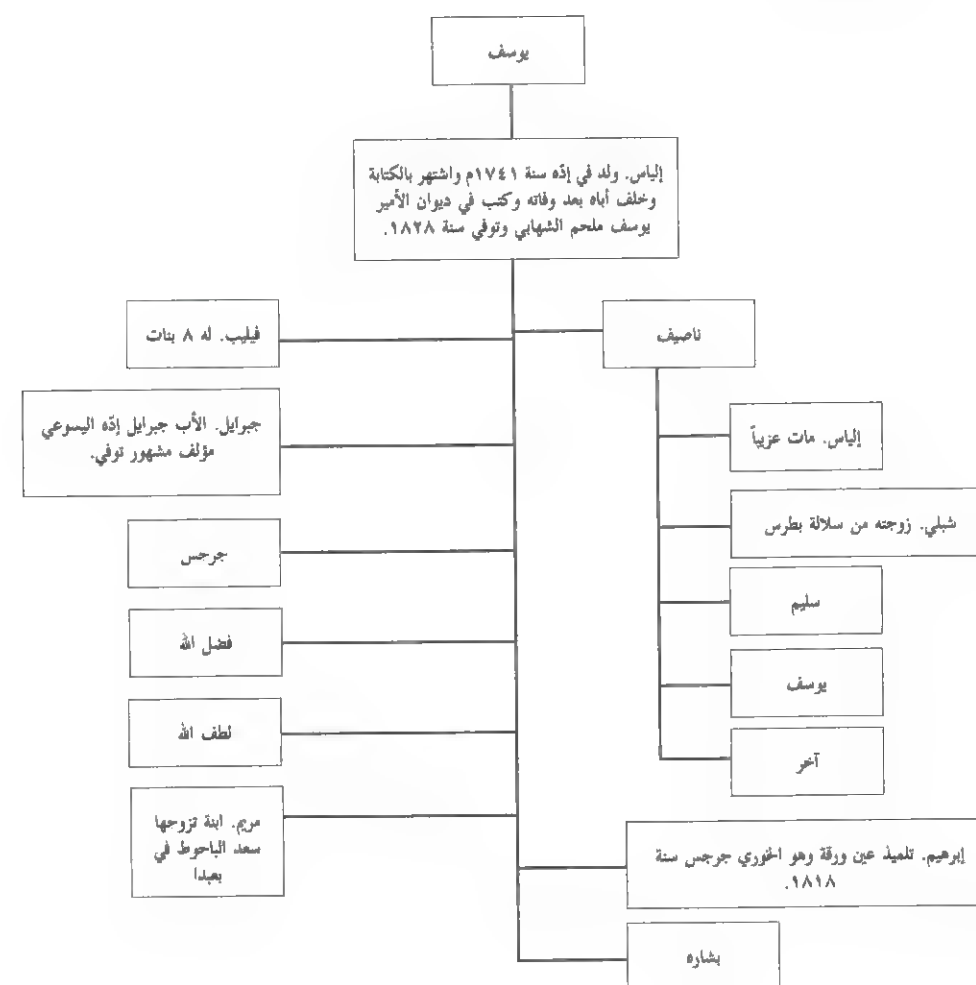 يوسف
إلياس. ولد في إدّه سنة ١٧٤١م واشتهر بالكتابة
وخلف أباه بعد وفاته وكتب في ديوان الأمير
يوسف ملحم الشهابي وتوفي سنة ١٨٢٨.
ناصيف
إلياس. مات عزيباً
شبلي. زوجته من سلالة بطرس
سليم
يوسف
آخر
فيليب. له ٨ بنات
جبرايل. الأب جبرايل إدّه اليسوعي
مؤلف مشهور توفي.
جرجس
فضل الله
لطف الله
مريم. ابنة تزوجها
سعد الباحوط في
بعبدا
إبرهيم. تلميذ عين ورقة وهو الخوري جرجس سنة
١٨١٨.
بشاره